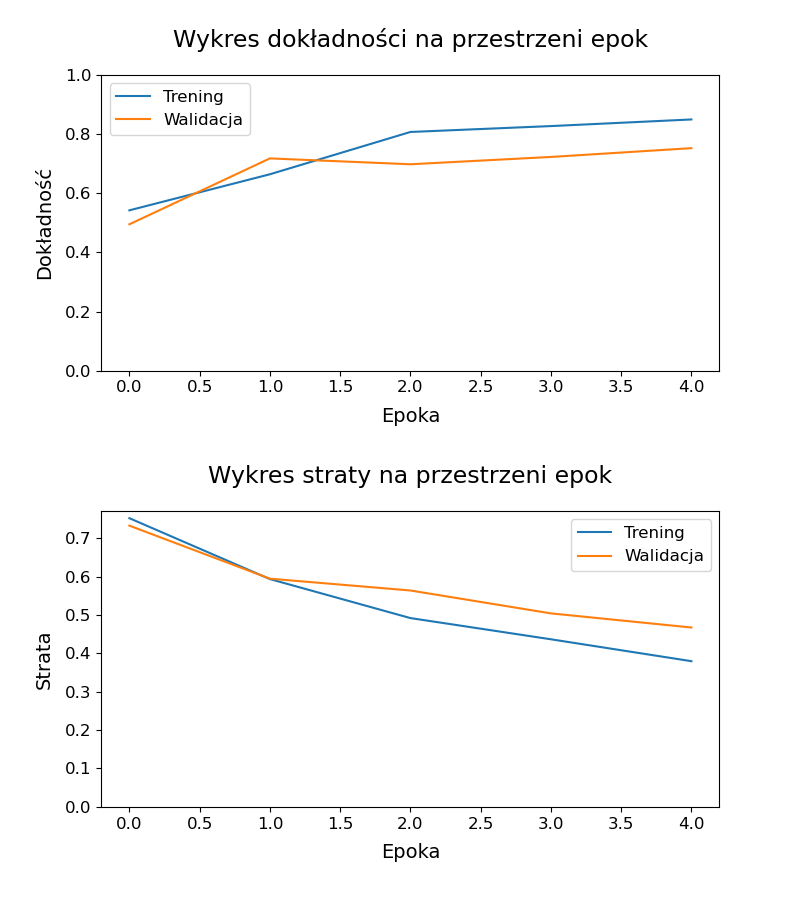 Wykres dokładności na przestrzeni epok
1.0
Trening
Walidacja
0.8
0.6
0.4
0.2
0.0
Dokładność
0.0 0.5 1.0 1.5 2.0 2.5 3.0 3.5 4.0
Epoka
Wykres straty na przestrzeni epok
Trening
Walidacja
0.7
0.6
0.5
0.4
0.3
0.2
0.1
0.0
Strata
0.0 0.5 1.0 1.5 2.0 2.5 3.0 3.5 4.0
Epoka